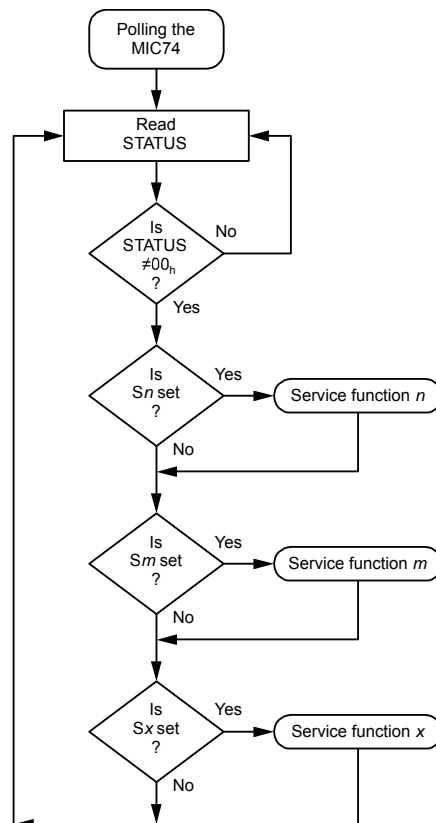 Polling the
MIC74
Read
STATUS
Is
STATUS
≠00h
?
No
Yes
Is
Sn set
?
Yes
Service function n
No
Is
Sm set
?
Yes
Service function m
No
Is
Sx set
?
Yes
Service function x
No